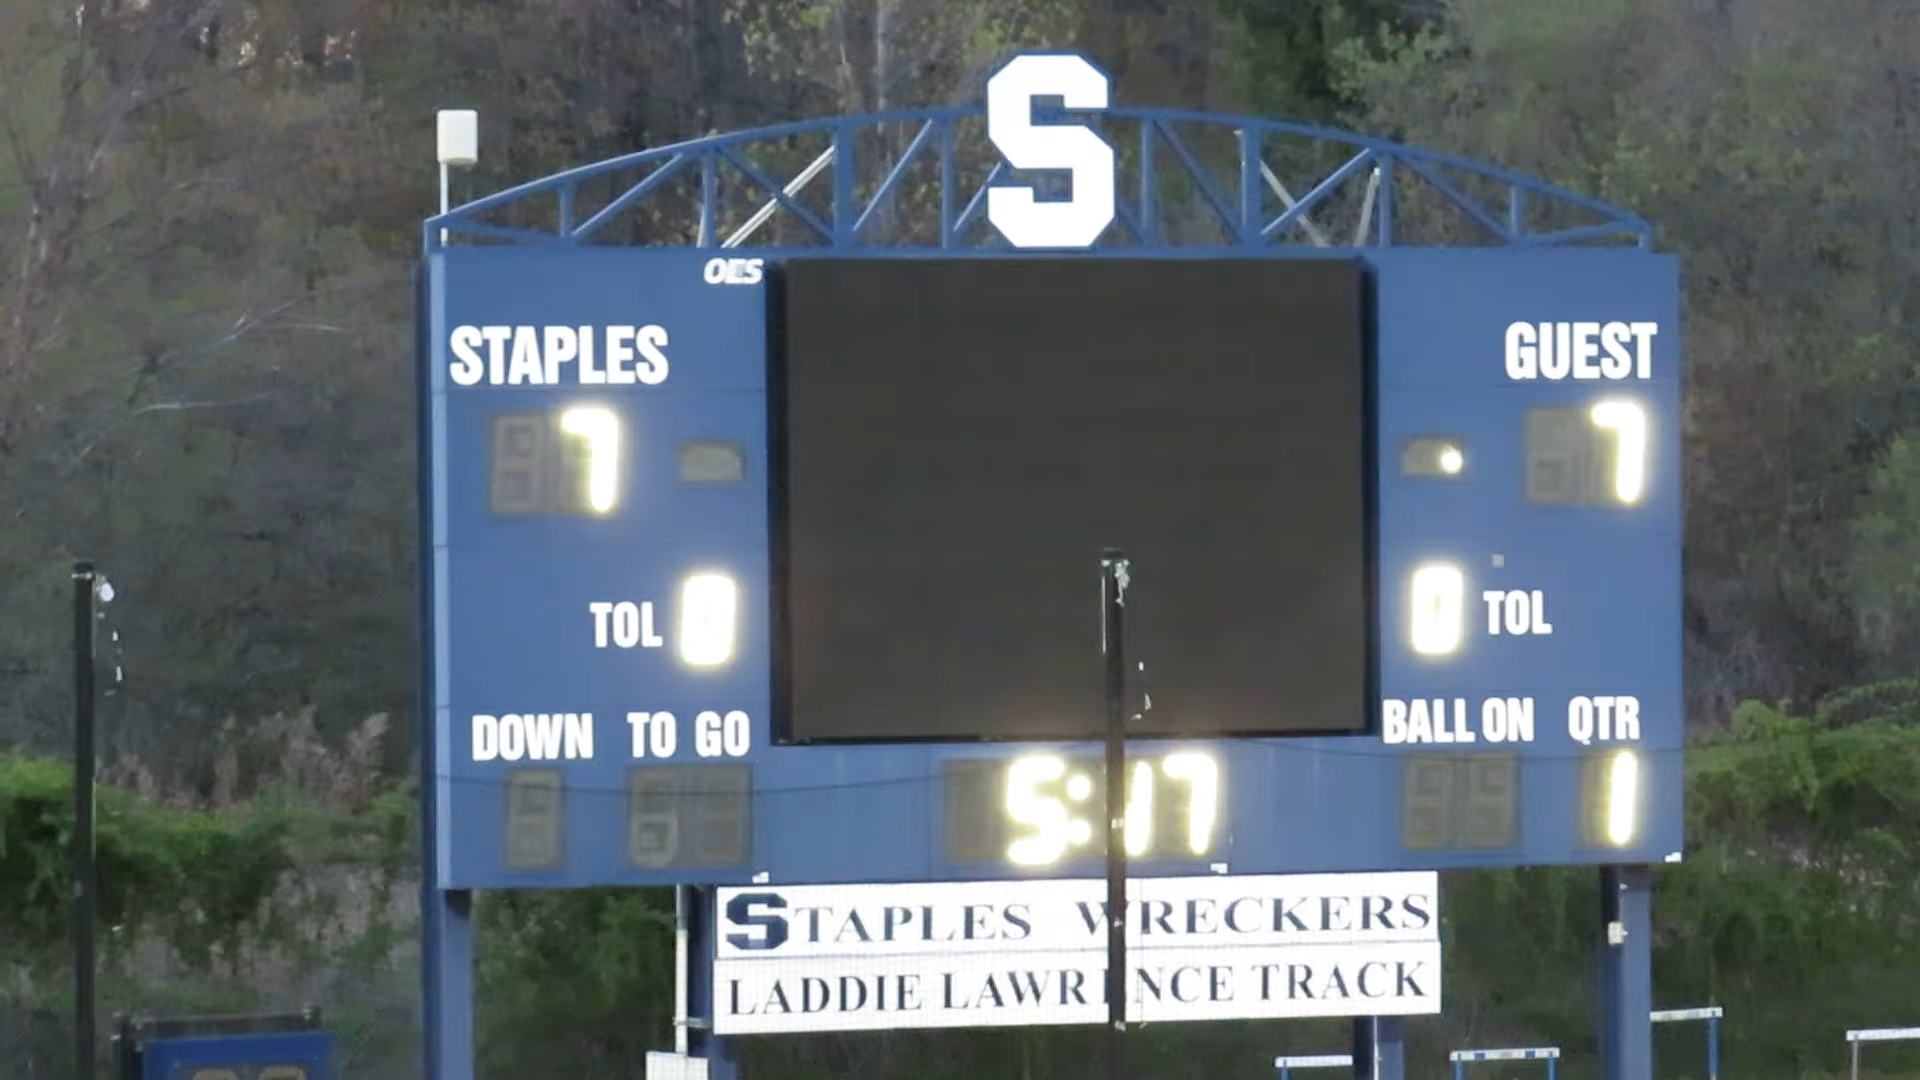 S
OES
STAPLES GUEST
7 7
TOL 0 0 TOL
DOWN TO GO BALL ON QTR
5:17 1
STAPLES WRECKERS
LADDIE LAWRENCE TRACK